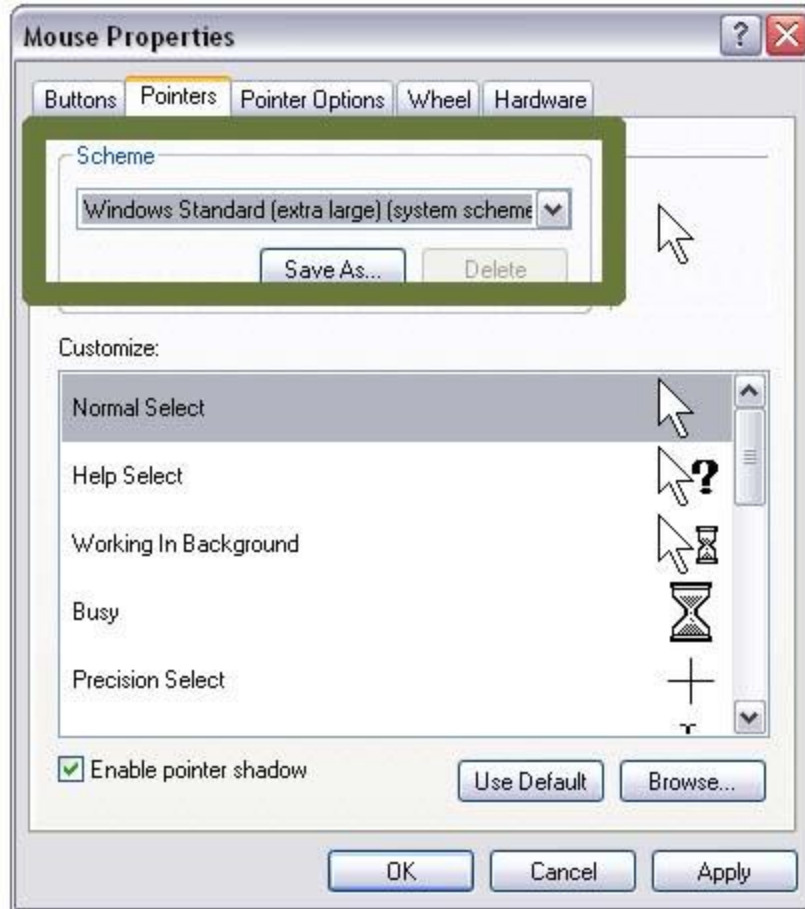 Mouse Properties
Buttons Pointers Pointer Options Wheel Hardware
Scheme
Windows Standard (extra large) (system scheme
Save As... Delete
Customize:
Normal Select
Help Select
Working In Background
Busy
Precision Select
Enable pointer shadow
Use Default Browse...
OK Cancel Apply